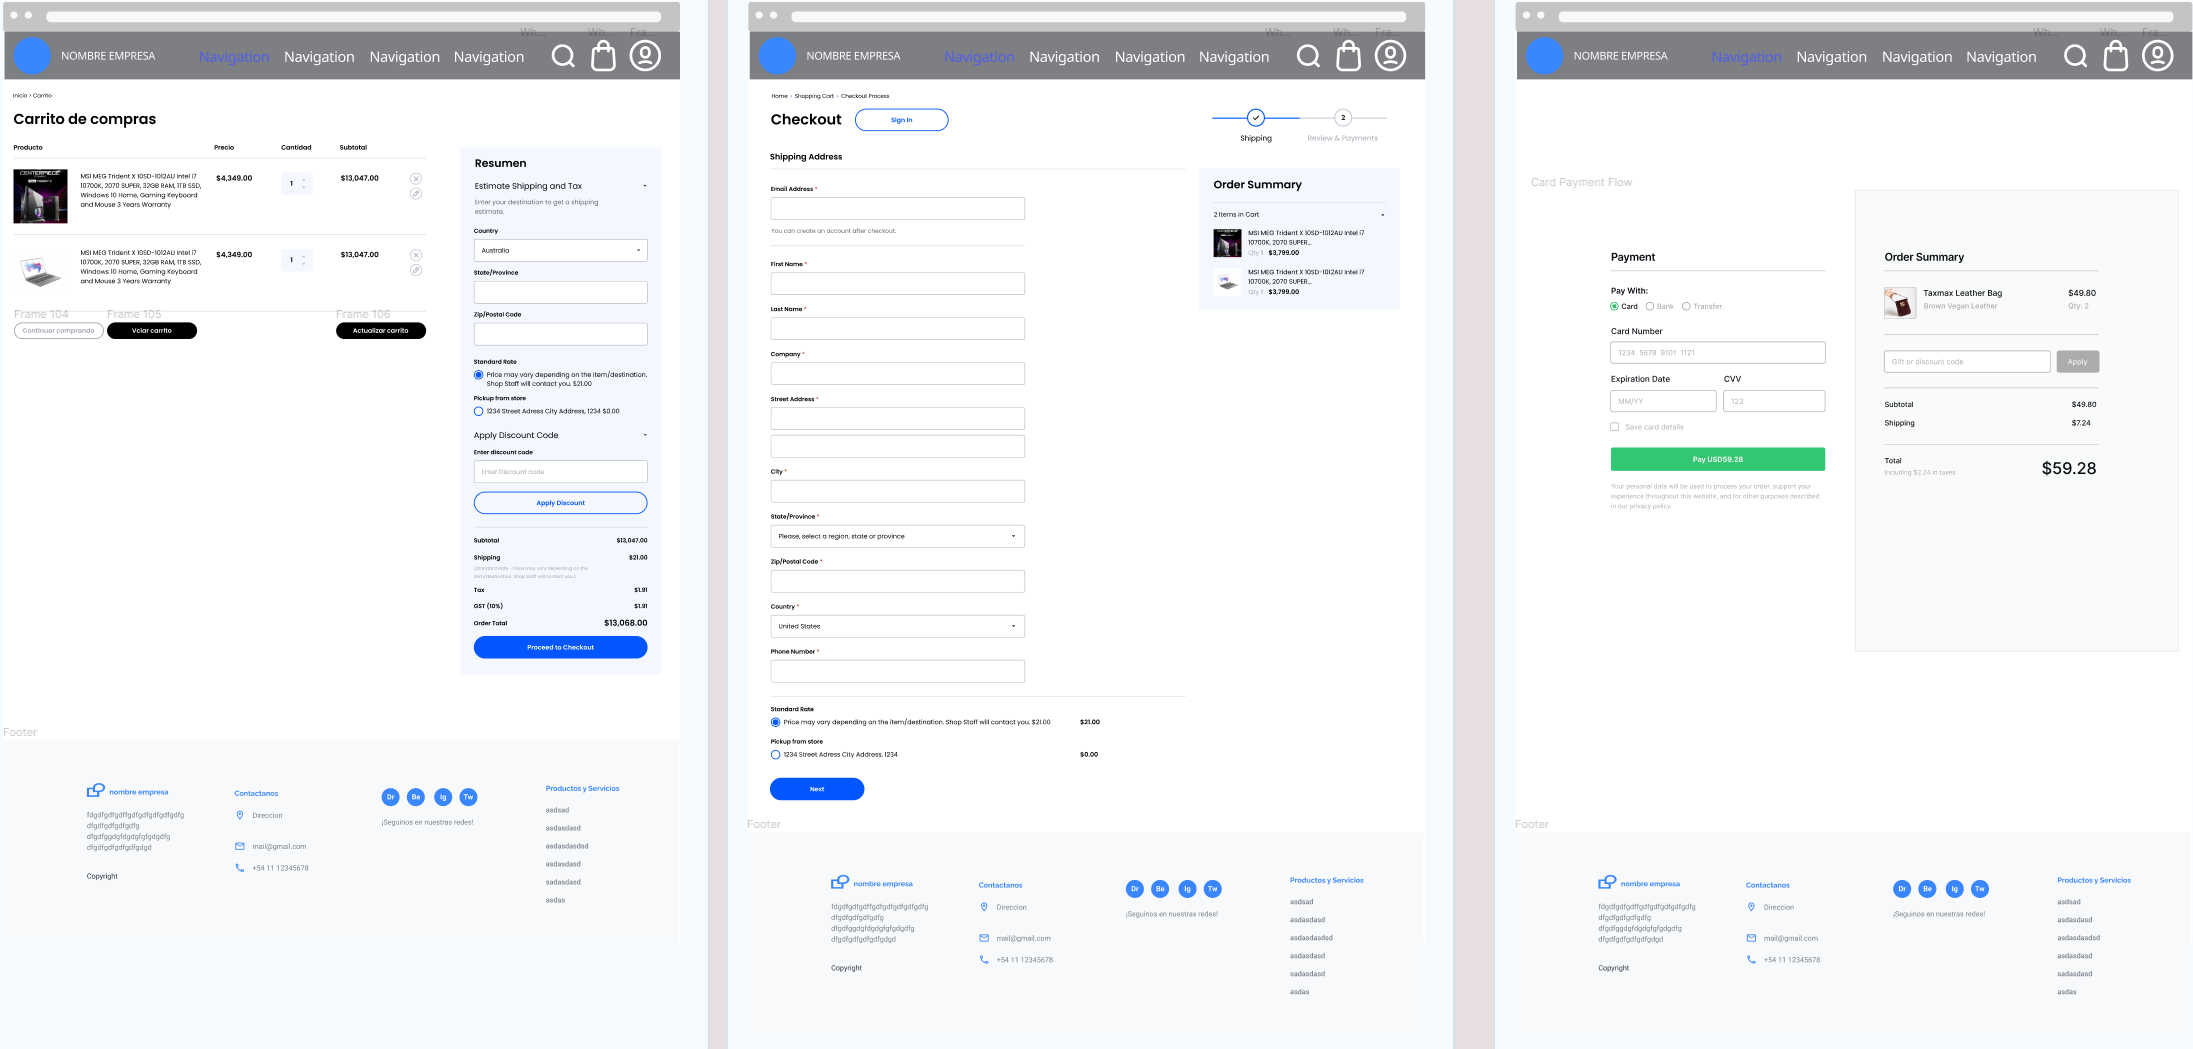 Wh...
Wh...
Fra...
NOMBRE EMPRESA
Navigation
Navigation
Navigation
Navigation
Inicio › Carrito
Carrito de compras
Producto
Precio
Cantidad
Subtotal
MSI MEG Trident X 10SD-1012AU Intel i7
10700K, 2070 SUPER, 32GB RAM, 1TB SSD,
Windows 10 Home, Gaming Keyboard
and Mouse 3 Years Warranty
$4,349.00
1
$13,047.00
MSI MEG Trident X 10SD-1012AU Intel i7
10700K, 2070 SUPER, 32GB RAM, 1TB SSD,
Windows 10 Home, Gaming Keyboard
and Mouse 3 Years Warranty
$4,349.00
1
$13,047.00
Frame 104
Frame 105
Frame 106
Continuar comprando
Vciar carrito
Actualizar carrito
Resumen
Estimate Shipping and Tax
Enter your destination to get a shipping
estimate.
Country
Australia
State/Province
Zip/Postal Code
Standard Rate
Price may vary depending on the item/destination.
Shop Staff will contact you. $21.00
Pickup from store
1234 Street Adress City Address, 1234 $0.00
Apply Discount Code
Enter discount code
Enter Discount code
Apply Discount
Subtotal
$13,047.00
Shipping
$21.00
(Standard Rate - Price may vary depending on the
item/destination. Shop Staff will contact you.)
Tax
$1.91
GST (10%)
$1.91
Order Total
$13,068.00
Proceed to Checkout
Footer
nombre empresa
fdgdfgdfgdffgdfgdfgdfgdfgdfg
dfgdfgdfgdfgdfg
dfgdfggdgfdgdgfgfgdgdfg
dfgdfgdfgdfgdfgdgd
Copyright
Contactanos
Direccion
mail@gmail.com
+54 11 12345678
Dr
Be
Ig
Tw
¡Seguinos en nuestras redes!
Productos y Servicios
asdsad
asdasdasd
asdasdasdsd
asdasdasd
sadasdasd
asdas
Wh...
Wh...
Fra...
NOMBRE EMPRESA
Navigation
Navigation
Navigation
Navigation
Home › Shopping Cart › Checkout Process
Checkout
Sign In
2
Shipping
Review & Payments
Shipping Address
Email Address *
You can create an account after checkout.
First Name *
Last Name *
Company *
Street Address *
City *
State/Province *
Please, select a region, state or province
Zip/Postal Code *
Country *
United States
Phone Number *
Standard Rate
Price may vary depending on the item/destination. Shop Staff will contact you. $21.00
$21.00
Pickup from store
1234 Street Adress City Address, 1234
$0.00
Next
Order Summary
2 Items in Cart
MSI MEG Trident X 10SD-1012AU Intel i7
10700K, 2070 SUPER...
Qty 1 $3,799.00
MSI MEG Trident X 10SD-1012AU Intel i7
10700K, 2070 SUPER...
Qty 1 $3,799.00
Footer
nombre empresa
fdgdfgdfgdffgdfgdfgdfgdfgdfg
dfgdfgdfgdfgdfg
dfgdfggdgfdgdgfgfgdgdfg
dfgdfgdfgdfgdfgdgd
Copyright
Contactanos
Direccion
mail@gmail.com
+54 11 12345678
Dr
Be
Ig
Tw
¡Seguinos en nuestras redes!
Productos y Servicios
asdsad
asdasdasd
asdasdasdsd
asdasdasd
sadasdasd
asdas
Wh...
Wh...
Fra...
NOMBRE EMPRESA
Navigation
Navigation
Navigation
Navigation
Card Payment Flow
Payment
Pay With:
Card
Bank
Transfer
Card Number
1234 5678 9101 1121
Expiration Date
CVV
MM/YY
123
Save card details
Pay USD59.28
Your personal data will be used to process your order, support your
experience throughout this website, and for other purposes described
in our privacy policy.
Order Summary
Taxmax Leather Bag
$49.80
Brown Vegan Leather
Qty: 2
Gift or discount code
Apply
Subtotal
$49.80
Shipping
$7.24
Total
Including $2.24 in taxes
$59.28
Footer
nombre empresa
fdgdfgdfgdffgdfgdfgdfgdfgdfg
dfgdfgdfgdfgdfg
dfgdfggdgfdgdgfgfgdgdfg
dfgdfgdfgdfgdfgdgd
Copyright
Contactanos
Direccion
mail@gmail.com
+54 11 12345678
Dr
Be
Ig
Tw
¡Seguinos en nuestras redes!
Productos y Servicios
asdsad
asdasdasd
asdasdasdsd
asdasdasd
sadasdasd
asdas